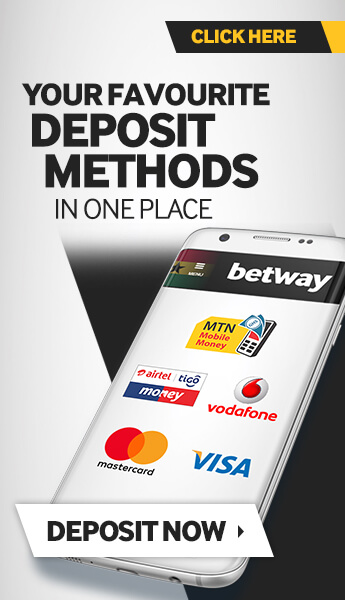 CLICK HERE
YOUR FAVOURITE
DEPOSIT
METHODS
IN ONE PLACE
MENU
betway
MTN
Mobile
Money
airtel tigo
money
vodafone
mastercard
VISA
DEPOSIT NOW